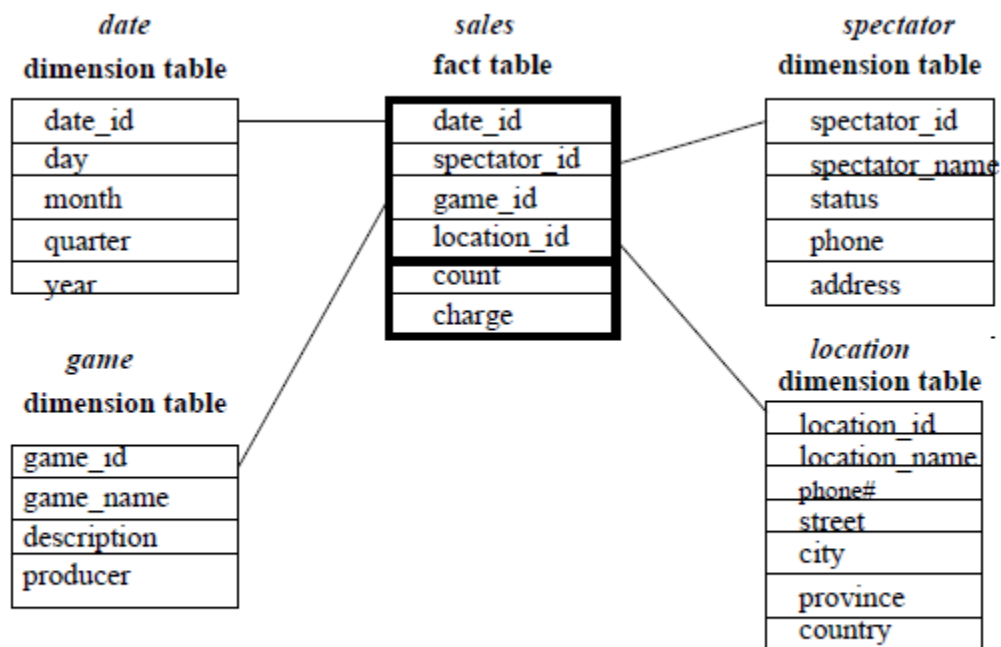 date
dimension table
date_id
day
month
quarter
year
sales
fact table
date_id
spectator_id
game_id
location_id
count
charge
spectator
dimension table
spectator_id
spectator_name
status
phone
address
game
dimension table
game_id
game_name
description
producer
location
dimension table
location_id
location_name
phone#
street
city
province
country